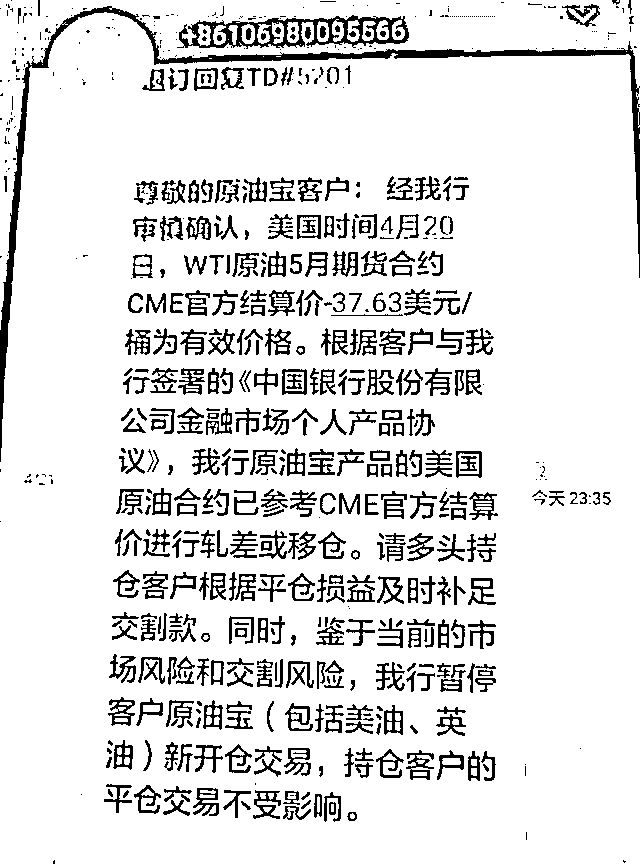 +86106980095566
退订回复TD#5201
尊敬的原油宝客户：经我行
审慎确认，美国时间4月20
日，WTI原油5月期货合约
CME官方结算价-37.63美元/
桶为有效价格。根据客户与我
行签署的《中国银行股份有限
公司金融市场个人产品协
议》，我行原油宝产品的美国
原油合约已参考CME官方结算
价进行轧差或移仓。请多头持
仓客户根据平仓损益及时补足
交割款。同时，鉴于当前的市
场风险和交割风险，我行暂停
客户原油宝（包括美油、英
油）新开仓交易，持仓客户的
平仓交易不受影响。
今天 23:35